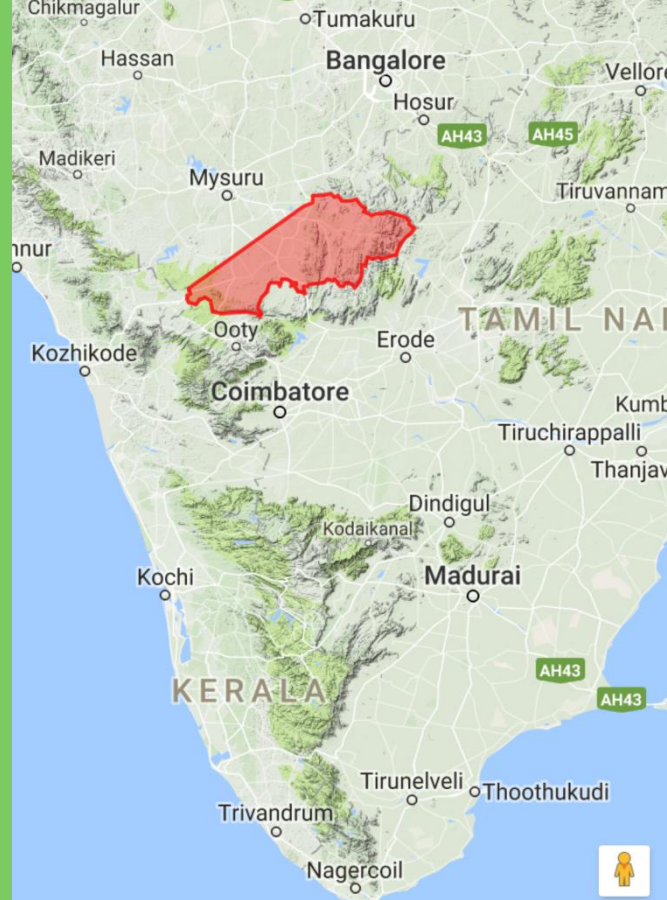 Chikmagalur
Tumakuru
Hassan
Bangalore
Vellore
Hosur
AH43
AH45
Madikeri
Mysuru
Tiruvannam
nnur
Ooty
TAMIL NA
Erode
Kozhikode
Coimbatore
Kumb
Tiruchirappalli
Thanjav
Dindigul
Kodaikanal
Kochi
Madurai
AH43
KERALA
AH43
Tirunelveli
Thoothukudi
Trivandrum
Nagercoil